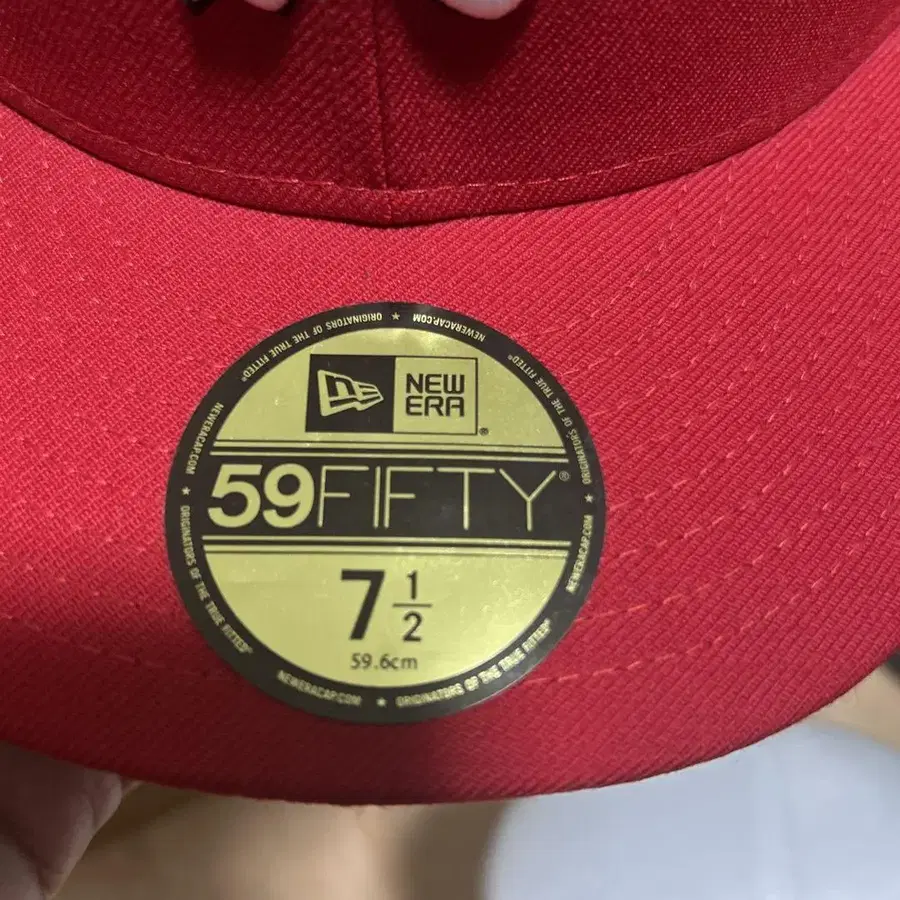 NEWERACAP.COM ★ ORIGINATORS OF THE TRUE FITTED® ★ NEWERACAP.COM ★ ORIGINATORS OF THE TRUE FITTED® ★ NEWERACAP.COM ★ ORIGINATORS OF THE TRUE FITTED® ★ NEWERACAP.COM ★ ORIGINATORS OF THE TRUE FITTED®
NE
NEW
ERA®
59FIFTY®
7 1/2
59.6cm